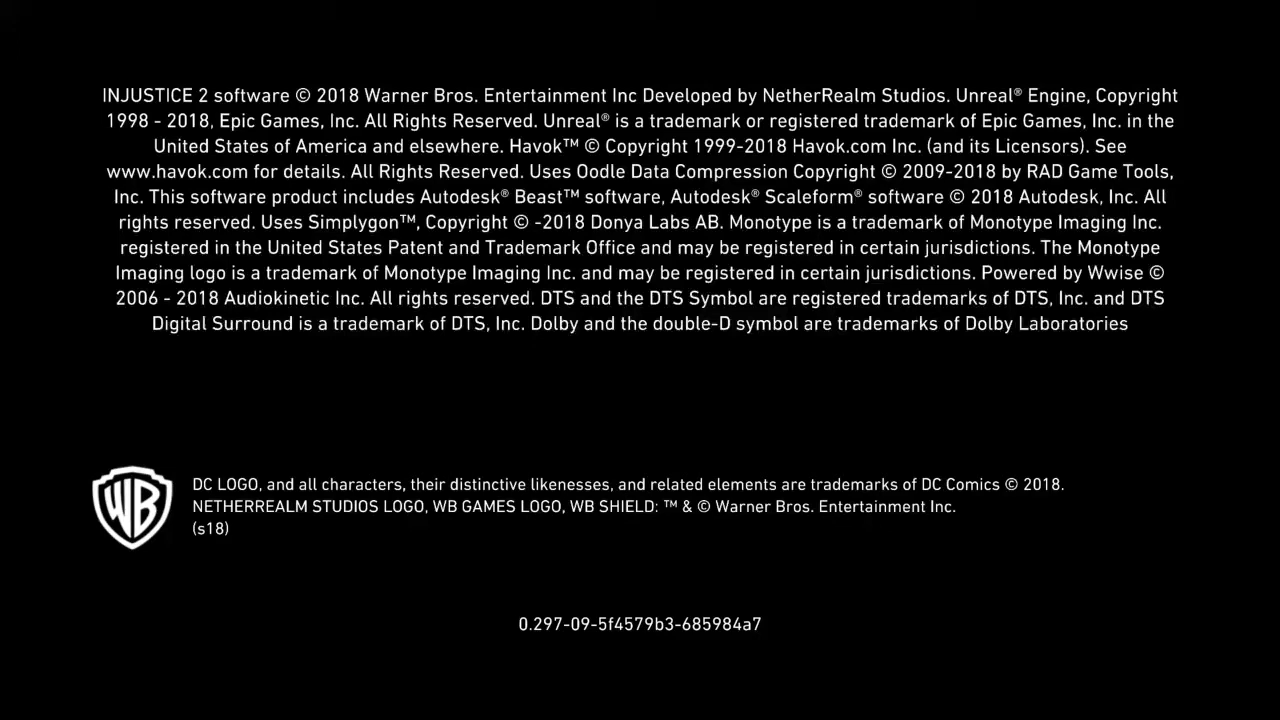 INJUSTICE 2 software © 2018 Warner Bros. Entertainment Inc Developed by NetherRealm Studios. Unreal® Engine, Copyright
1998 - 2018, Epic Games, Inc. All Rights Reserved. Unreal® is a trademark or registered trademark of Epic Games, Inc. in the
United States of America and elsewhere. Havok™ © Copyright 1999-2018 Havok.com Inc. (and its Licensors). See
www.havok.com for details. All Rights Reserved. Uses Oodle Data Compression Copyright © 2009-2018 by RAD Game Tools,
Inc. This software product includes Autodesk® Beast™ software, Autodesk® Scaleform® software © 2018 Autodesk, Inc. All
rights reserved. Uses Simplygon™, Copyright © -2018 Donya Labs AB. Monotype is a trademark of Monotype Imaging Inc.
registered in the United States Patent and Trademark Office and may be registered in certain jurisdictions. The Monotype
Imaging logo is a trademark of Monotype Imaging Inc. and may be registered in certain jurisdictions. Powered by Wwise ©
2006 - 2018 Audiokinetic Inc. All rights reserved. DTS and the DTS Symbol are registered trademarks of DTS, Inc. and DTS
Digital Surround is a trademark of DTS, Inc. Dolby and the double-D symbol are trademarks of Dolby Laboratories
WB
DC LOGO, and all characters, their distinctive likenesses, and related elements are trademarks of DC Comics © 2018.
NETHERREALM STUDIOS LOGO, WB GAMES LOGO, WB SHIELD: ™ & © Warner Bros. Entertainment Inc.
(s18)
0.297-09-5f4579b3-685984a7